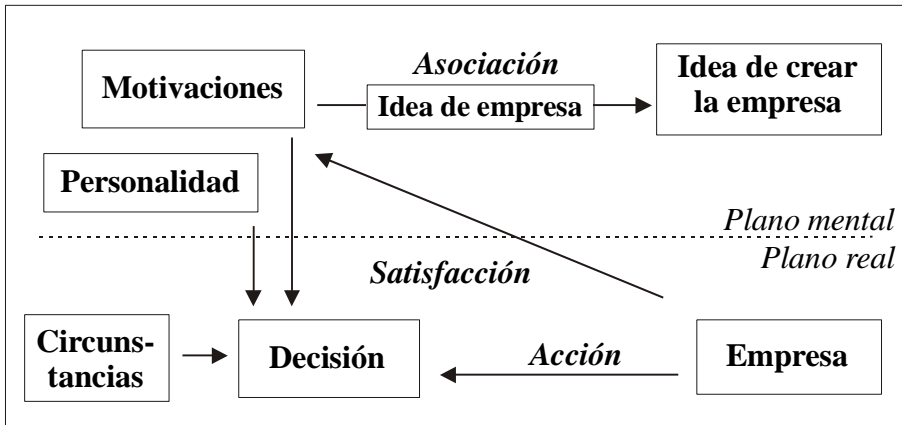 Asociación
Motivaciones
Idea de empresa
Idea de crear
la empresa
Personalidad
Plano mental
Plano real
Satisfacción
Circuns-
tancias
Decisión
Acción
Empresa